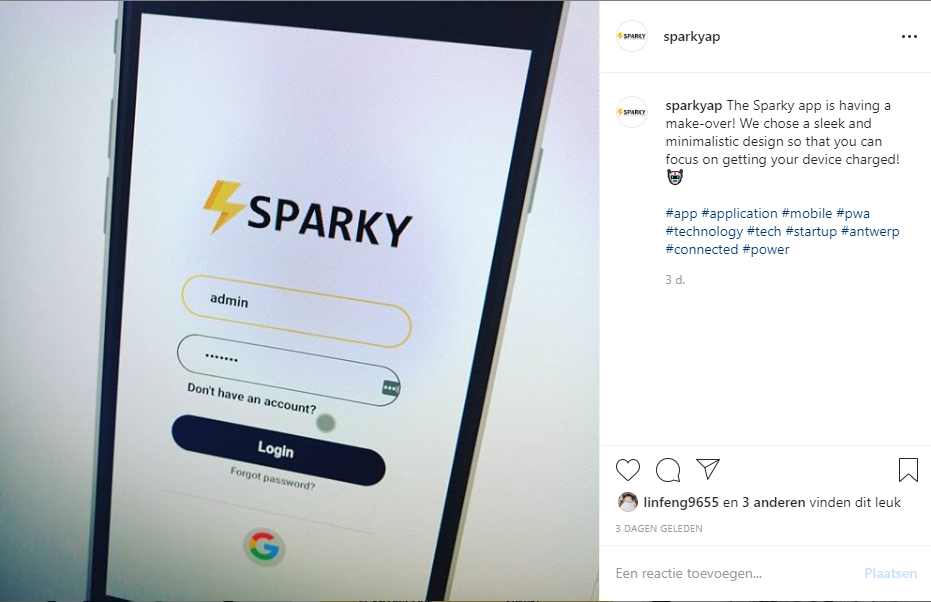 SPARKY
admin
Don't have an account?
Login
Forgot password?
SPARKY
sparkyap
SPARKY
sparkyap The Sparky app is having a
make-over! We chose a sleek and
minimalistic design so that you can
focus on getting your device charged!
#app #application #mobile #pwa
#technology #tech #startup #antwerp
#connected #power
3 d.
linfeng9655 en 3 anderen vinden dit leuk
3 DAGEN GELEDEN
Een reactie toevoegen...
Plaatsen